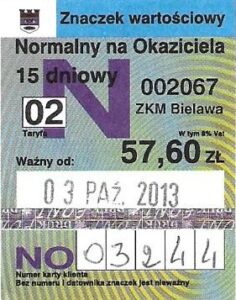 Znaczek wartościowy
Normalny na Okaziciela
15 dniowy
N
002067
02
Taryfa
ZKM Bielawa
W tym 8% Vat
Ważny od: 57,60 ZŁ
03 PAŹ. 2013
NO 03244
Numer karty klienta
Bez numeru i datownika znaczek jest nieważny